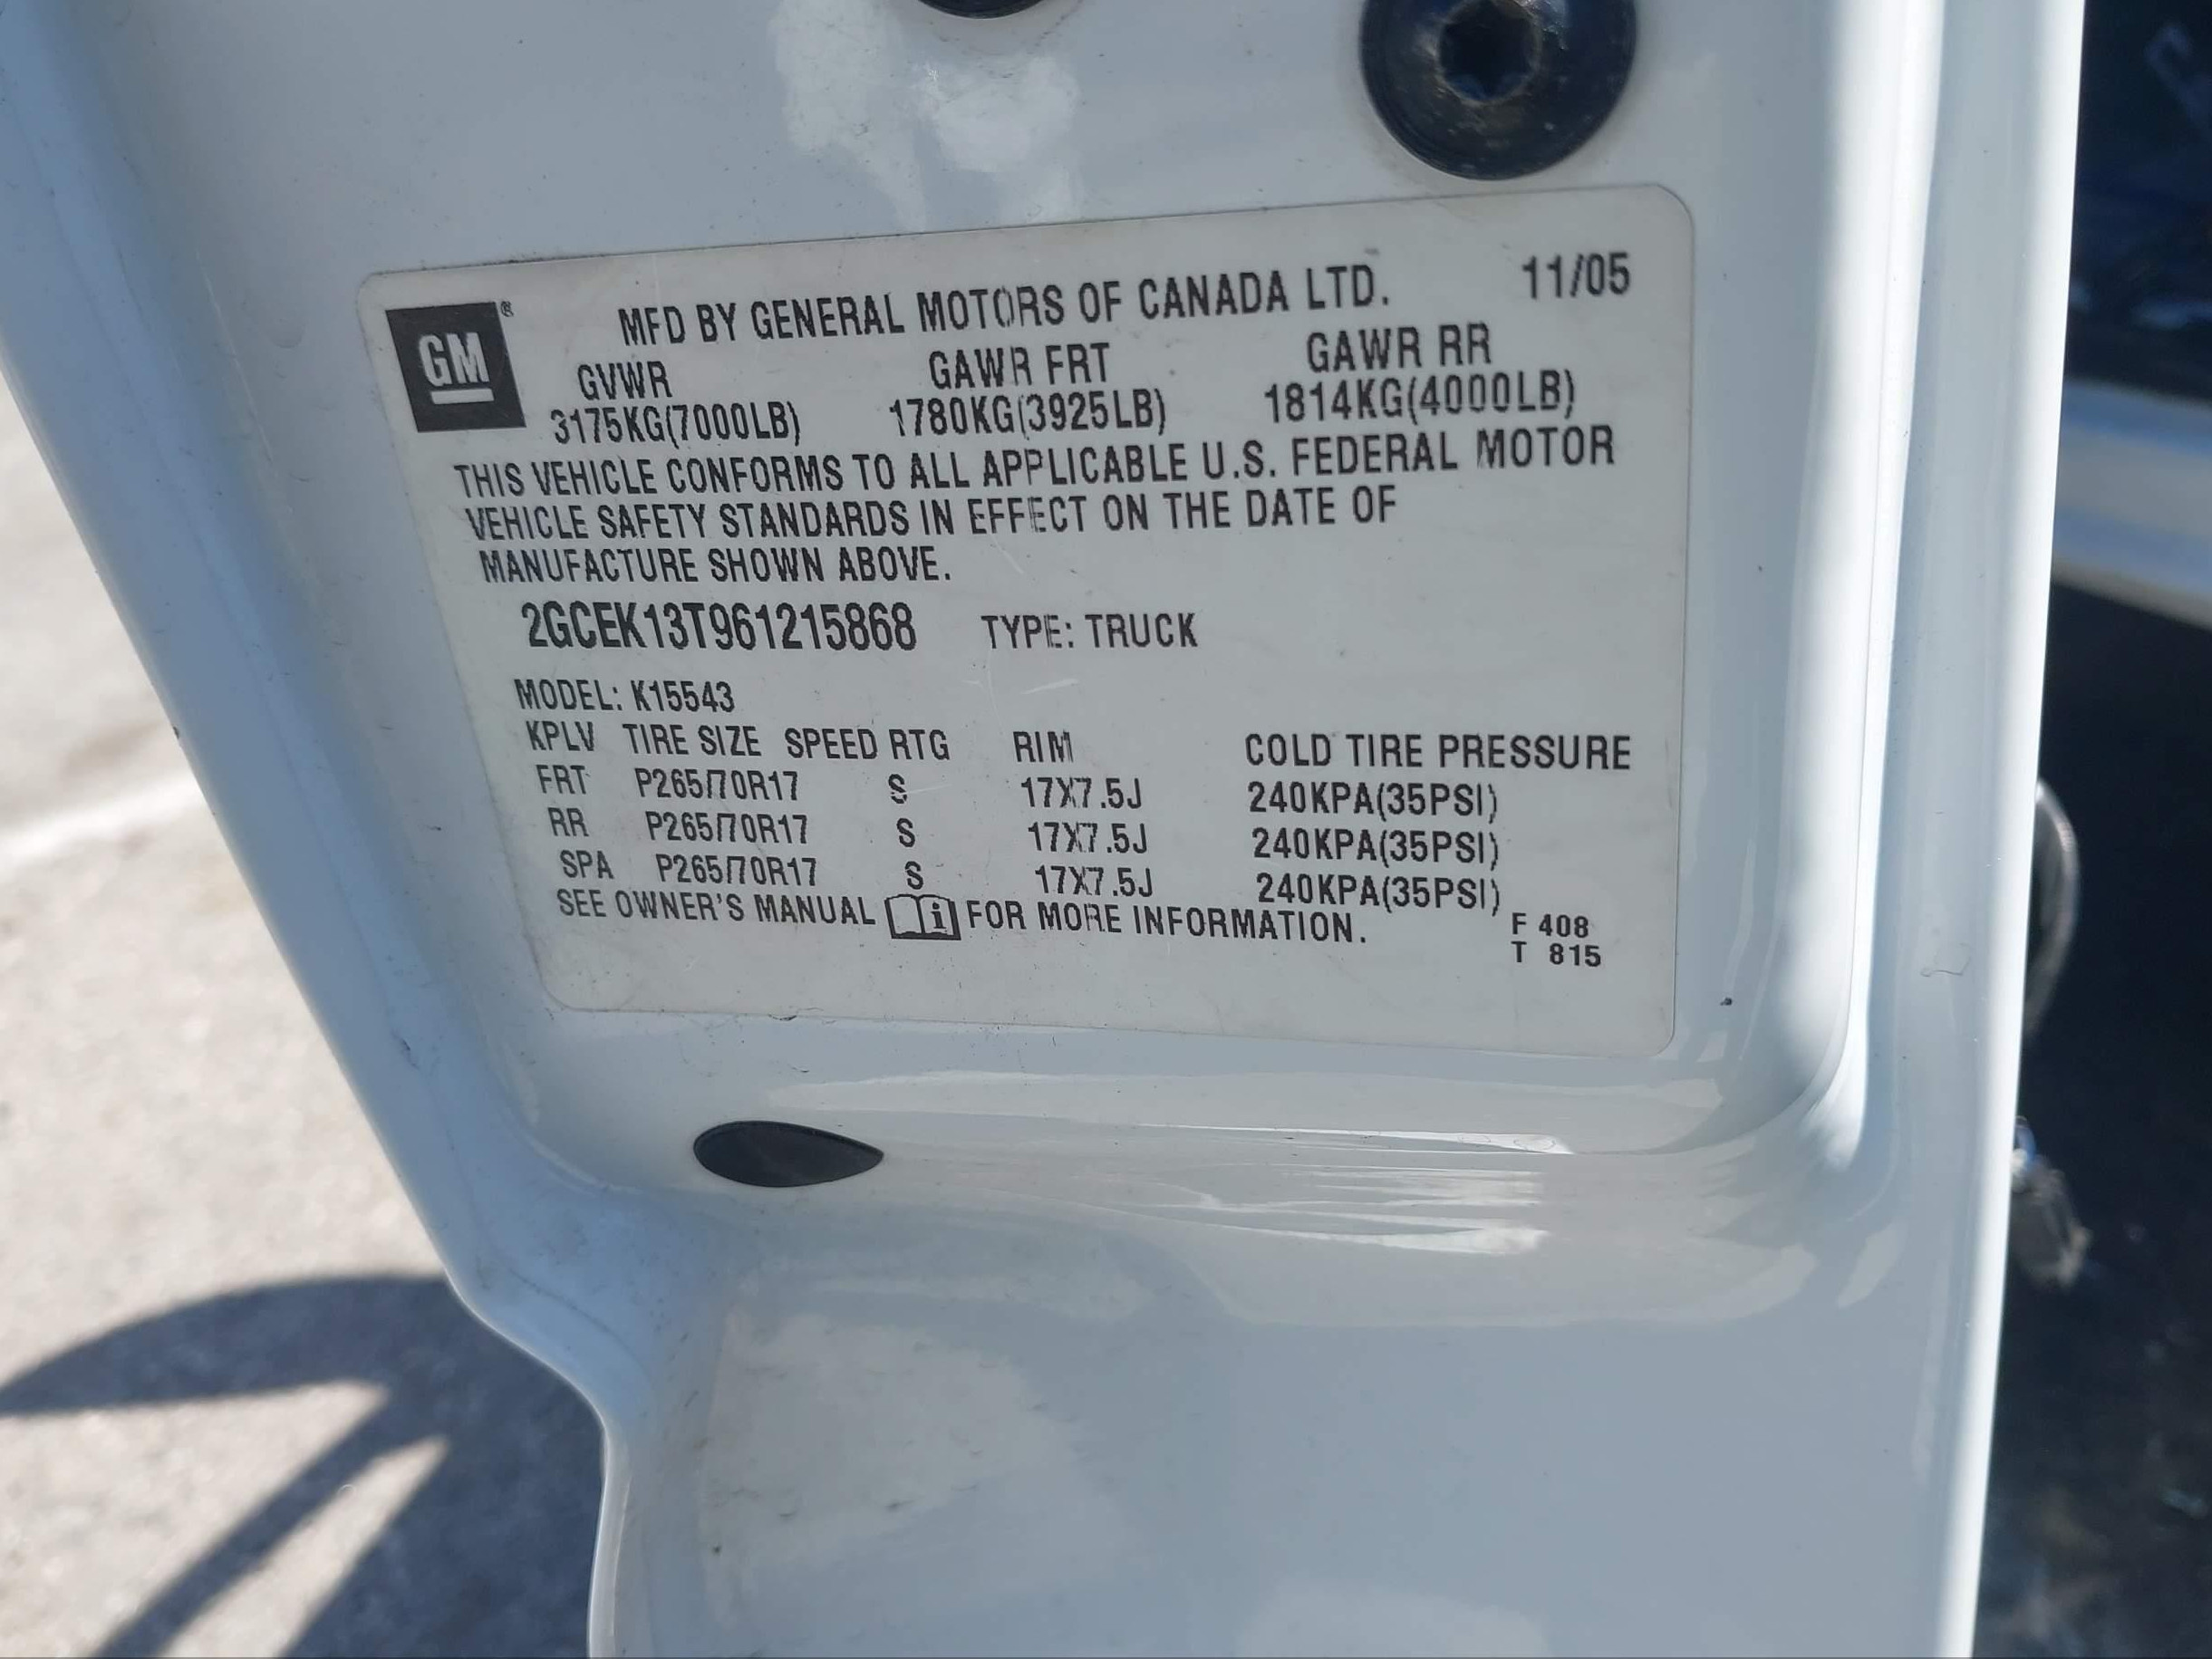 GM® MFD BY GENERAL MOTORS OF CANADA LTD. 11/05
GVWR GAWR FRT GAWR RR
3175KG(7000LB) 1780KG(3925LB) 1814KG(4000LB)
THIS VEHICLE CONFORMS TO ALL APPLICABLE U.S. FEDERAL MOTOR
VEHICLE SAFETY STANDARDS IN EFFECT ON THE DATE OF
MANUFACTURE SHOWN ABOVE.
2GCEK13T961215868 TYPE: TRUCK
MODEL: K15543
KPLV TIRE SIZE SPEED RTG RIM COLD TIRE PRESSURE
FRT P265/70R17 S 17X7.5J 240KPA(35PSI)
RR P265/70R17 S 17X7.5J 240KPA(35PSI)
SPA P265/70R17 S 17X7.5J 240KPA(35PSI)
SEE OWNER'S MANUAL i FOR MORE INFORMATION.
F 408
T 815